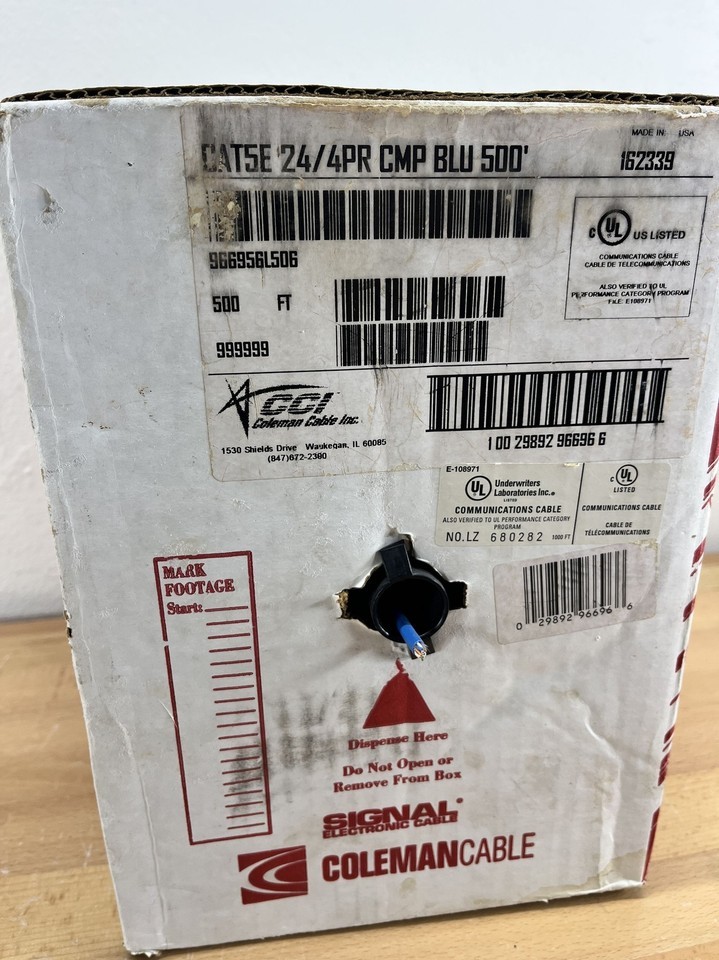 MADE IN USA
CAT5E 24/4PR CMP BLU 500'
162339
966956L506
500 FT
999999
C UL US LISTED
COMMUNICATIONS CABLE
CABLE DE TELECOMMUNICATIONS
ALSO VERIFIED TO UL
PERFORMANCE CATEGORY PROGRAM
FILE: E108971
CCI
Coleman Cable Inc.
1530 Shields Drive Waukegan, IL 60085
(847)672-2300
1 00 29892 96696 6
E-108971
UL Underwriters
Laboratories Inc.®
LISTED
COMMUNICATIONS CABLE
ALSO VERIFIED TO UL PERFORMANCE CATEGORY
PROGRAM
NO.LZ 680282 1000 FT
C UL
LISTED
COMMUNICATIONS CABLE
CABLE DE
TÉLÉCOMMUNICATIONS
0 29892 96696 6
MARK
FOOTAGE
Start:
Dispense Here
Do Not Open or
Remove From Box
SIGNAL®
ELECTRONIC CABLE
COLEMANCABLE